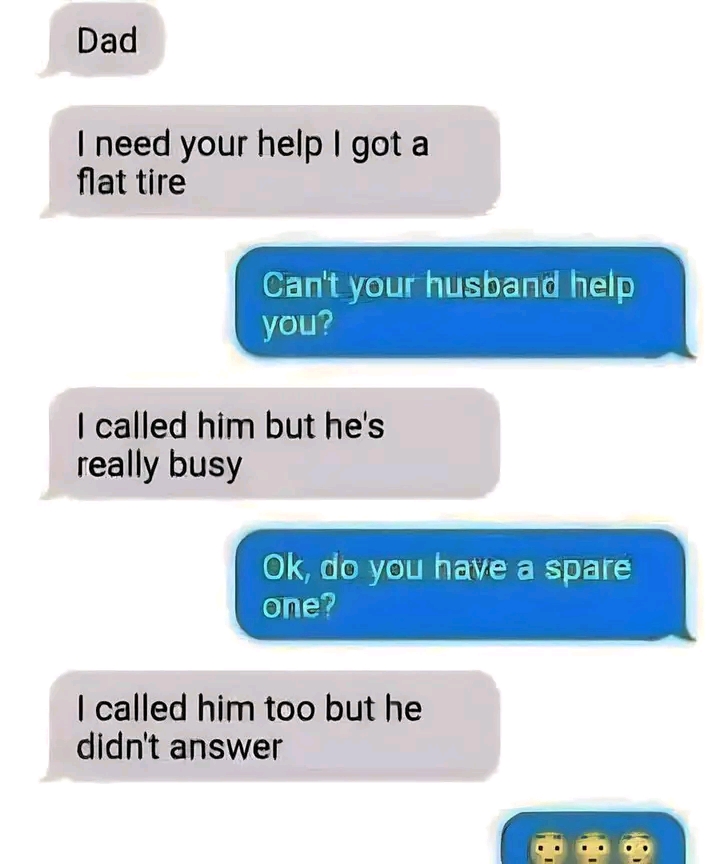 Dad
I need your help I got a
flat tire
Can't your husband help
you?
I called him but he's
really busy
Ok, do you have a spare
one?
I called him too but he
didn't answer